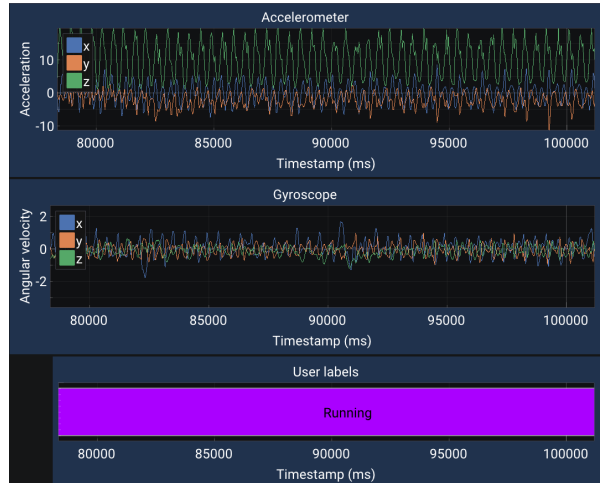 Accelerometer
Acceleration
10
0
-10
x
y
z
80000 85000 90000 95000 100000
Timestamp (ms)
Gyroscope
Angular velocity
2
0
-2
x
y
z
80000 85000 90000 95000 100000
Timestamp (ms)
User labels
Running
80000 85000 90000 95000 100000
Timestamp (ms)